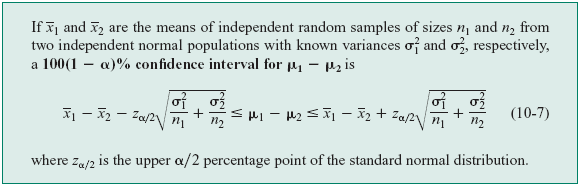 If x̄₁ and x̄₂ are the means of independent random samples of sizes n₁ and n₂ from
two independent normal populations with known variances σ₁² and σ₂², respectively,
a 100(1 − α)% confidence interval for μ₁ − μ₂ is
x̄₁ − x̄₂ − z_{α/2}√(σ₁²/n₁ + σ₂²/n₂) ≤ μ₁ − μ₂ ≤ x̄₁ − x̄₂ + z_{α/2}√(σ₁²/n₁ + σ₂²/n₂) (10-7)
where z_{α/2} is the upper α/2 percentage point of the standard normal distribution.